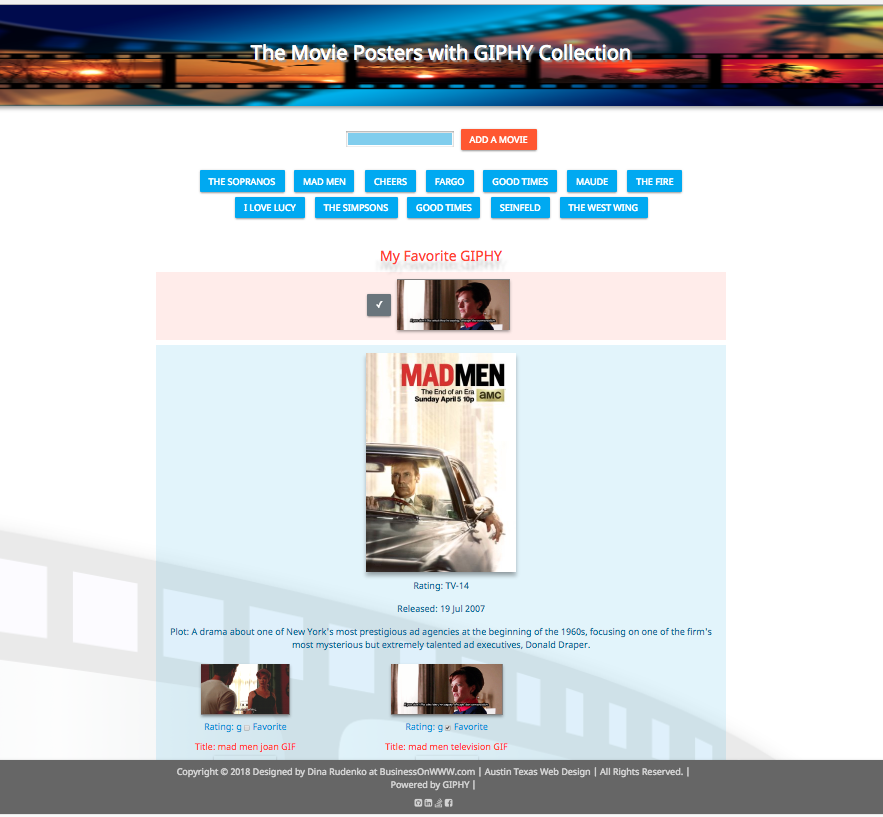 The Movie Posters with GIPHY Collection
ADD A MOVIE
THE SOPRANOS MAD MEN CHEERS FARGO GOOD TIMES MAUDE THE FIRE
I LOVE LUCY THE SIMPSONS GOOD TIMES SEINFELD THE WEST WING
My Favorite GIPHY
MADMEN
The End of an Era
Sunday April 5 10p amc
Rating: TV-14
Released: 19 Jul 2007
Plot: A drama about one of New York's most prestigious ad agencies at the beginning of the 1960s, focusing on one of the firm's
most mysterious but extremely talented ad executives, Donald Draper.
Rating: g Favorite Rating: g Favorite
Title: mad men joan GIF Title: mad men television GIF
Copyright © 2018 Designed by Dina Rudenko at BusinessOnWWW.com | Austin Texas Web Design | All Rights Reserved. |
Powered by GIPHY |